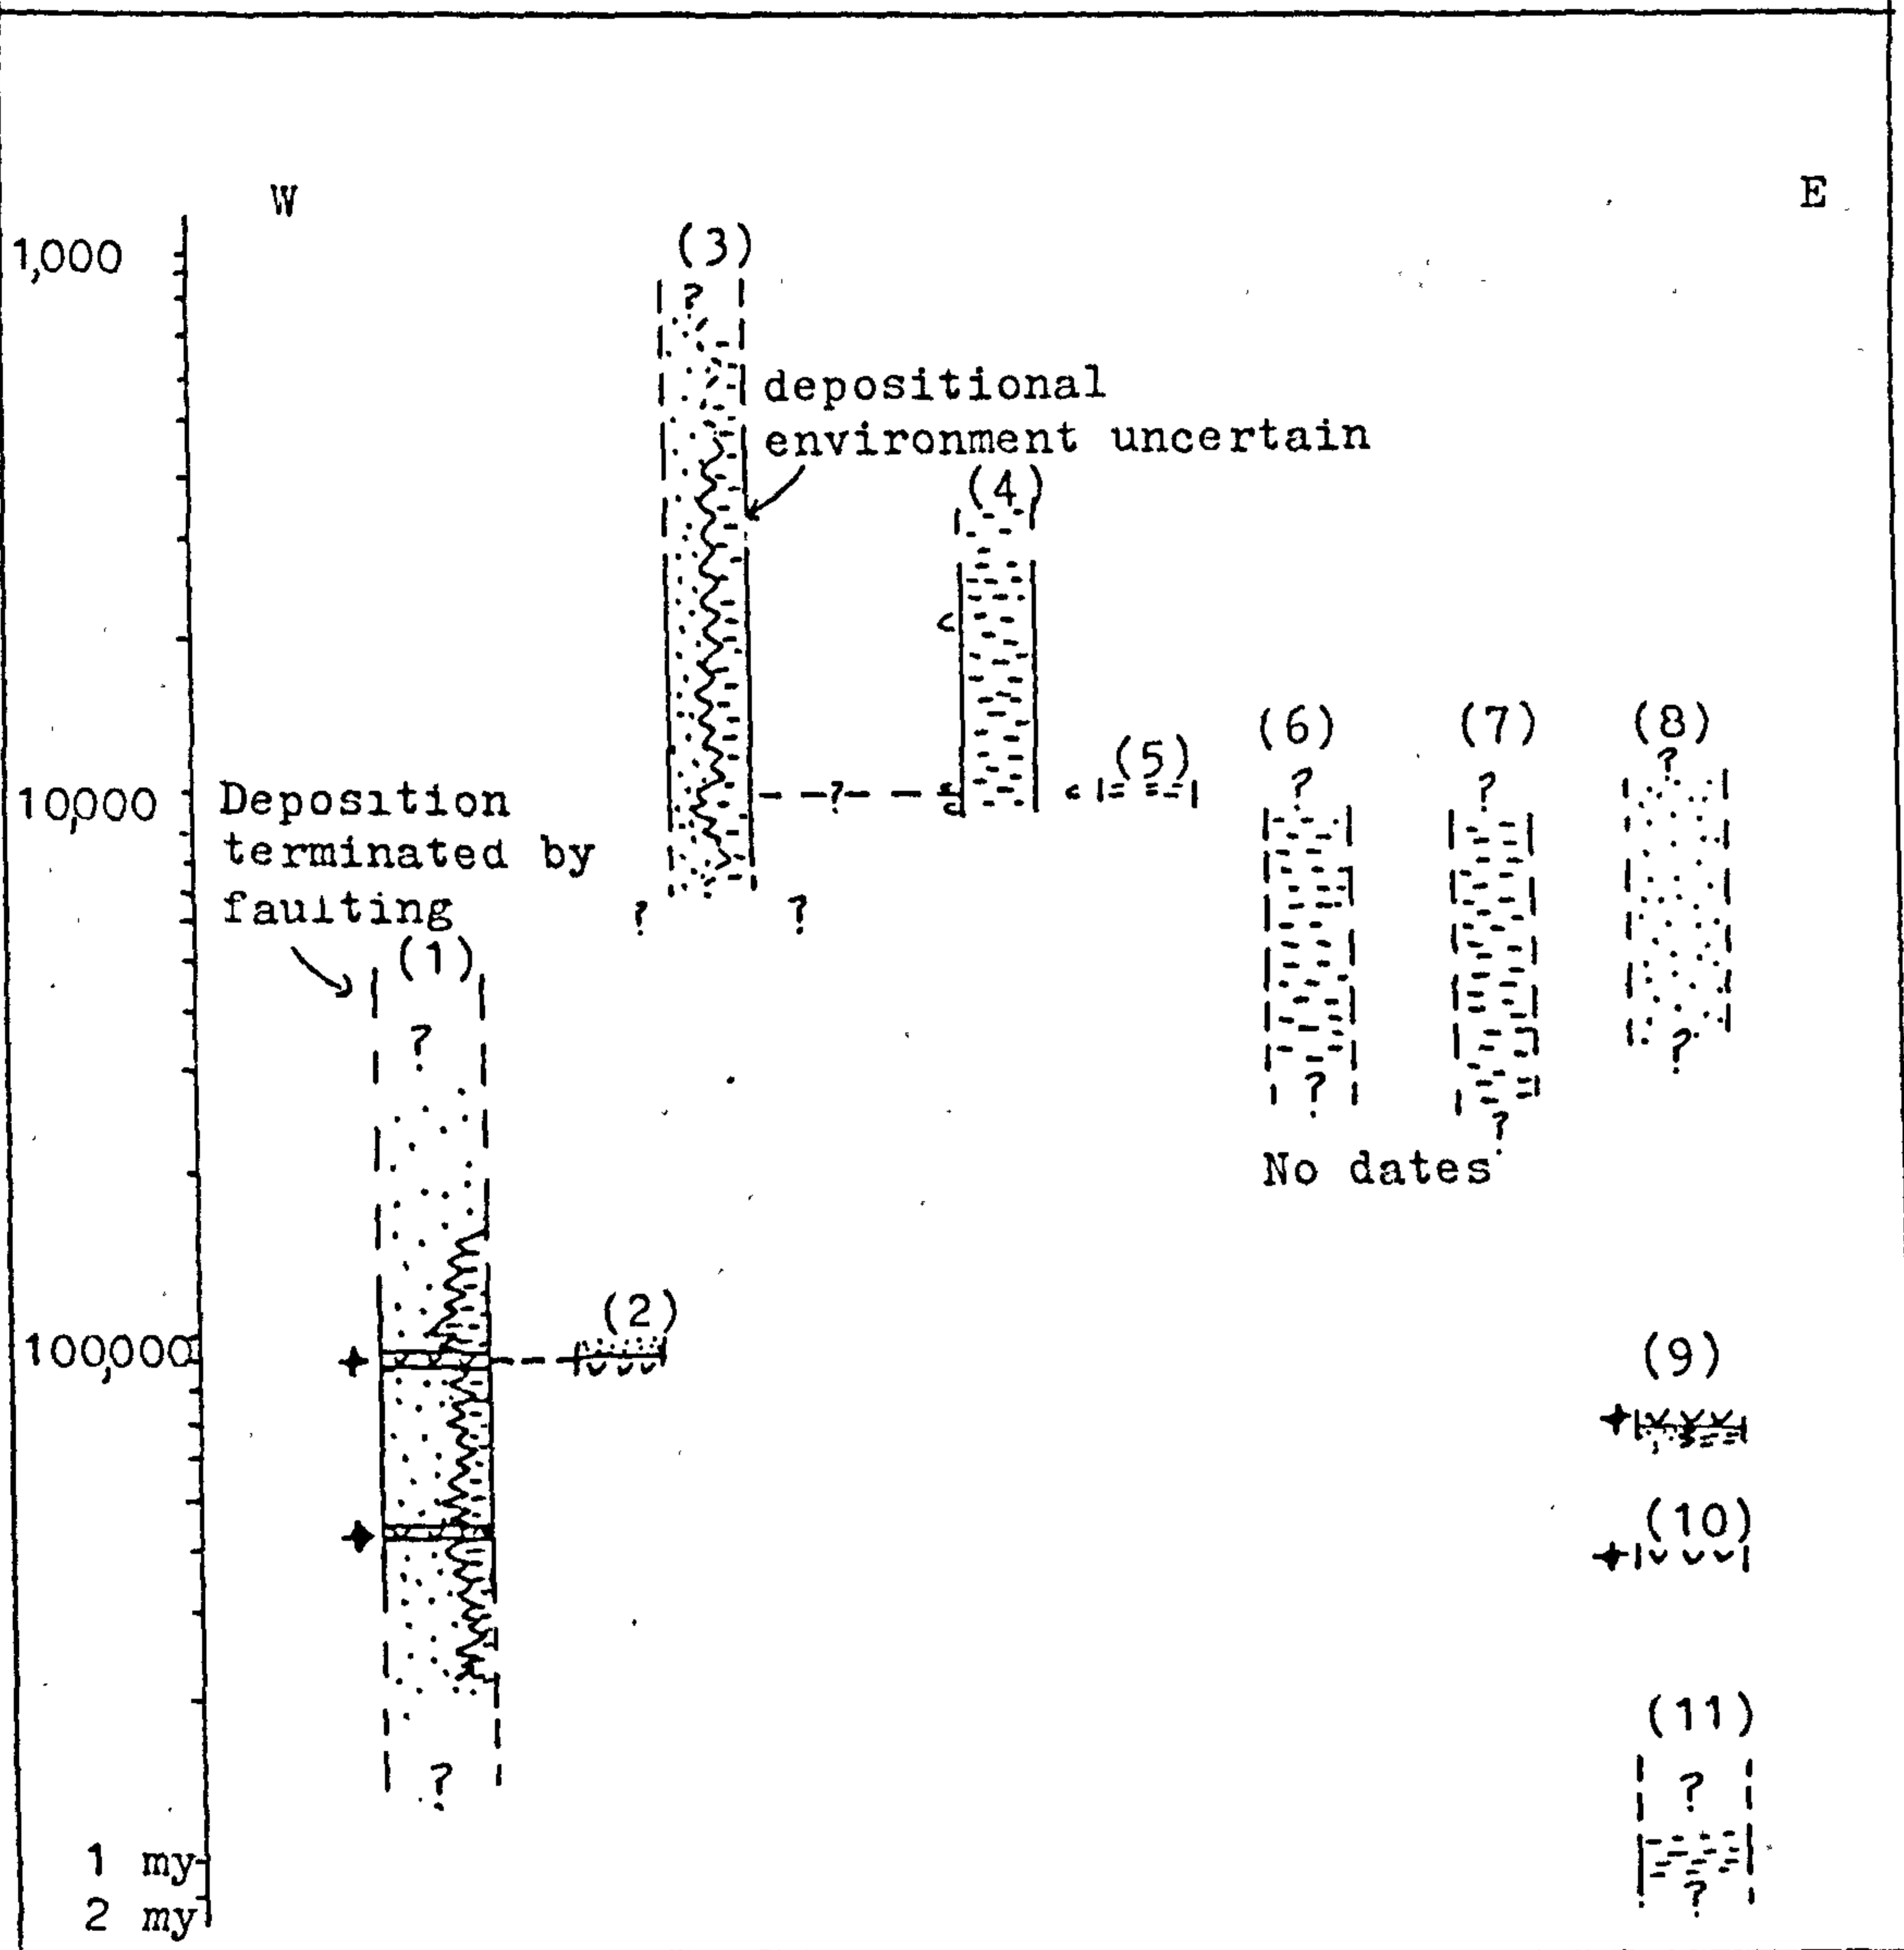 W
E
1,000
(3)
?
depositional
environment uncertain
(4)
(6)
(7)
(8)
(5)
?
?
?
10,000
Deposition
terminated by
faulting
?
?
?
(1)
?
?
?
?
No dates
(2)
100,000
(9)
(10)
(11)
?
?
1 my
?
2 my